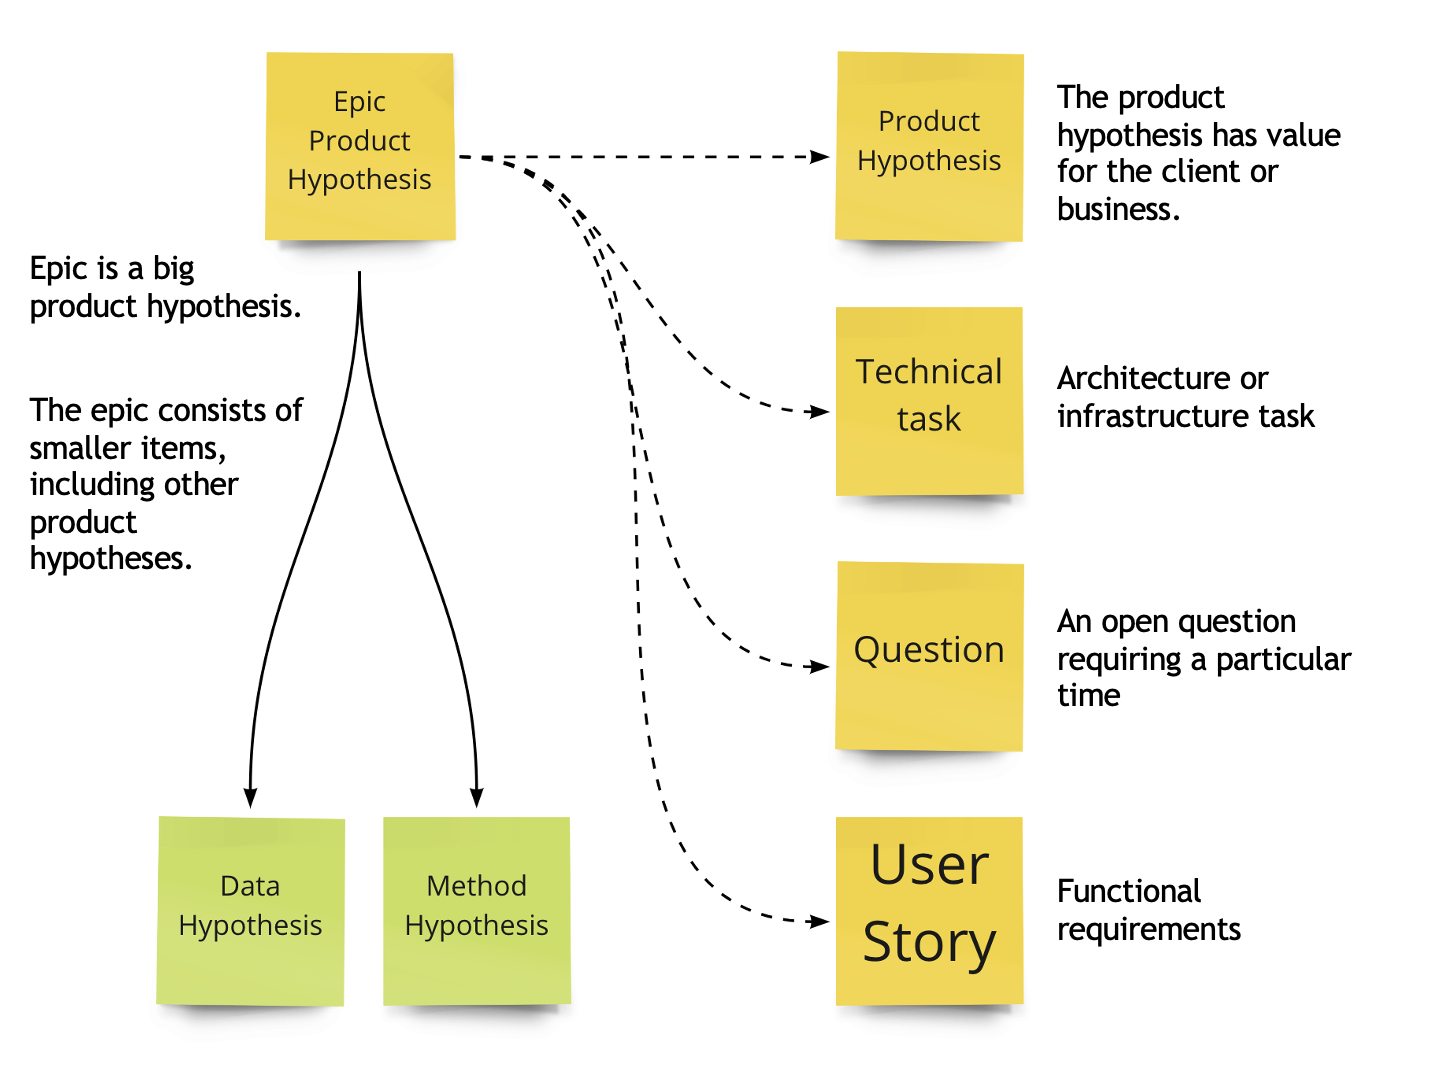 Epic
Product
Hypothesis
Product
Hypothesis
The product
hypothesis has value
for the client or
business.
Epic is a big
product hypothesis.
The epic consists of
smaller items,
including other
product
hypotheses.
Technical
task
Architecture or
infrastructure task
Question
An open question
requiring a particular
time
Data
Hypothesis
Method
Hypothesis
User
Story
Functional
requirements